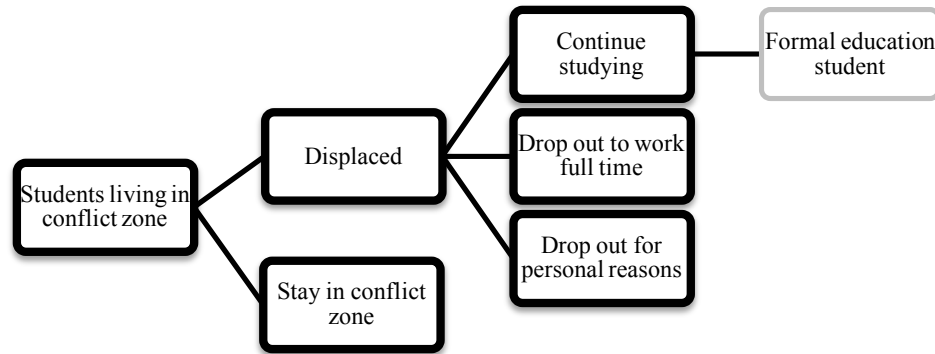 Continue
studying
Formal education
student
Displaced
Drop out to work
full time
Students living in
conflict zone
Drop out for
personal reasons
Stay in conflict
zone